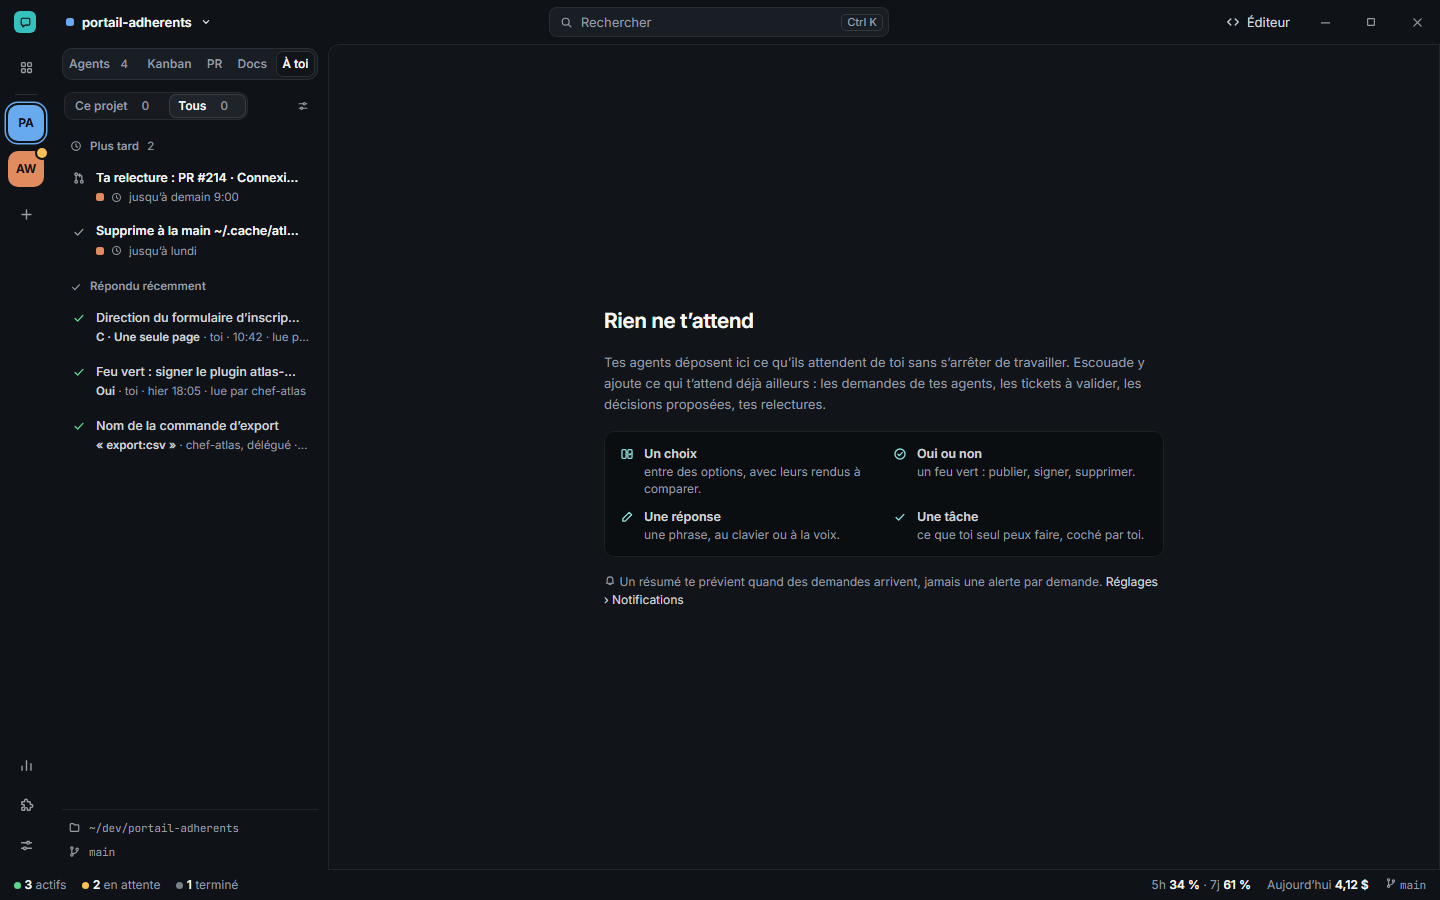 portail-adherents
Rechercher
Ctrl K
Éditeur
Agents 4 Kanban PR Docs À toi
PA
AW
Ce projet 0 Tous 0
Plus tard 2
Ta relecture : PR #214 · Connexi…
jusqu’à demain 9:00
Supprime à la main ~/.cache/atl…
jusqu’à lundi
Répondu récemment
Direction du formulaire d’inscrip…
C · Une seule page · toi · 10:42 · lue p…
Feu vert : signer le plugin atlas-…
Oui · toi · hier 18:05 · lue par chef-atlas
Nom de la commande d’export
« export:csv » · chef-atlas, délégué ·…
~/dev/portail-adherents
main
Rien ne t’attend
Tes agents déposent ici ce qu’ils attendent de toi sans s’arrêter de travailler. Escouade y
ajoute ce qui t’attend déjà ailleurs : les demandes de tes agents, les tickets à valider, les
décisions proposées, tes relectures.
Un choix
entre des options, avec leurs rendus à
comparer.
Oui ou non
un feu vert : publier, signer, supprimer.
Une réponse
une phrase, au clavier ou à la voix.
Une tâche
ce que toi seul peux faire, coché par toi.
Un résumé te prévient quand des demandes arrivent, jamais une alerte par demande. Réglages
› Notifications
3 actifs 2 en attente 1 terminé
5h 34 % · 7j 61 % Aujourd’hui 4,12 $ main